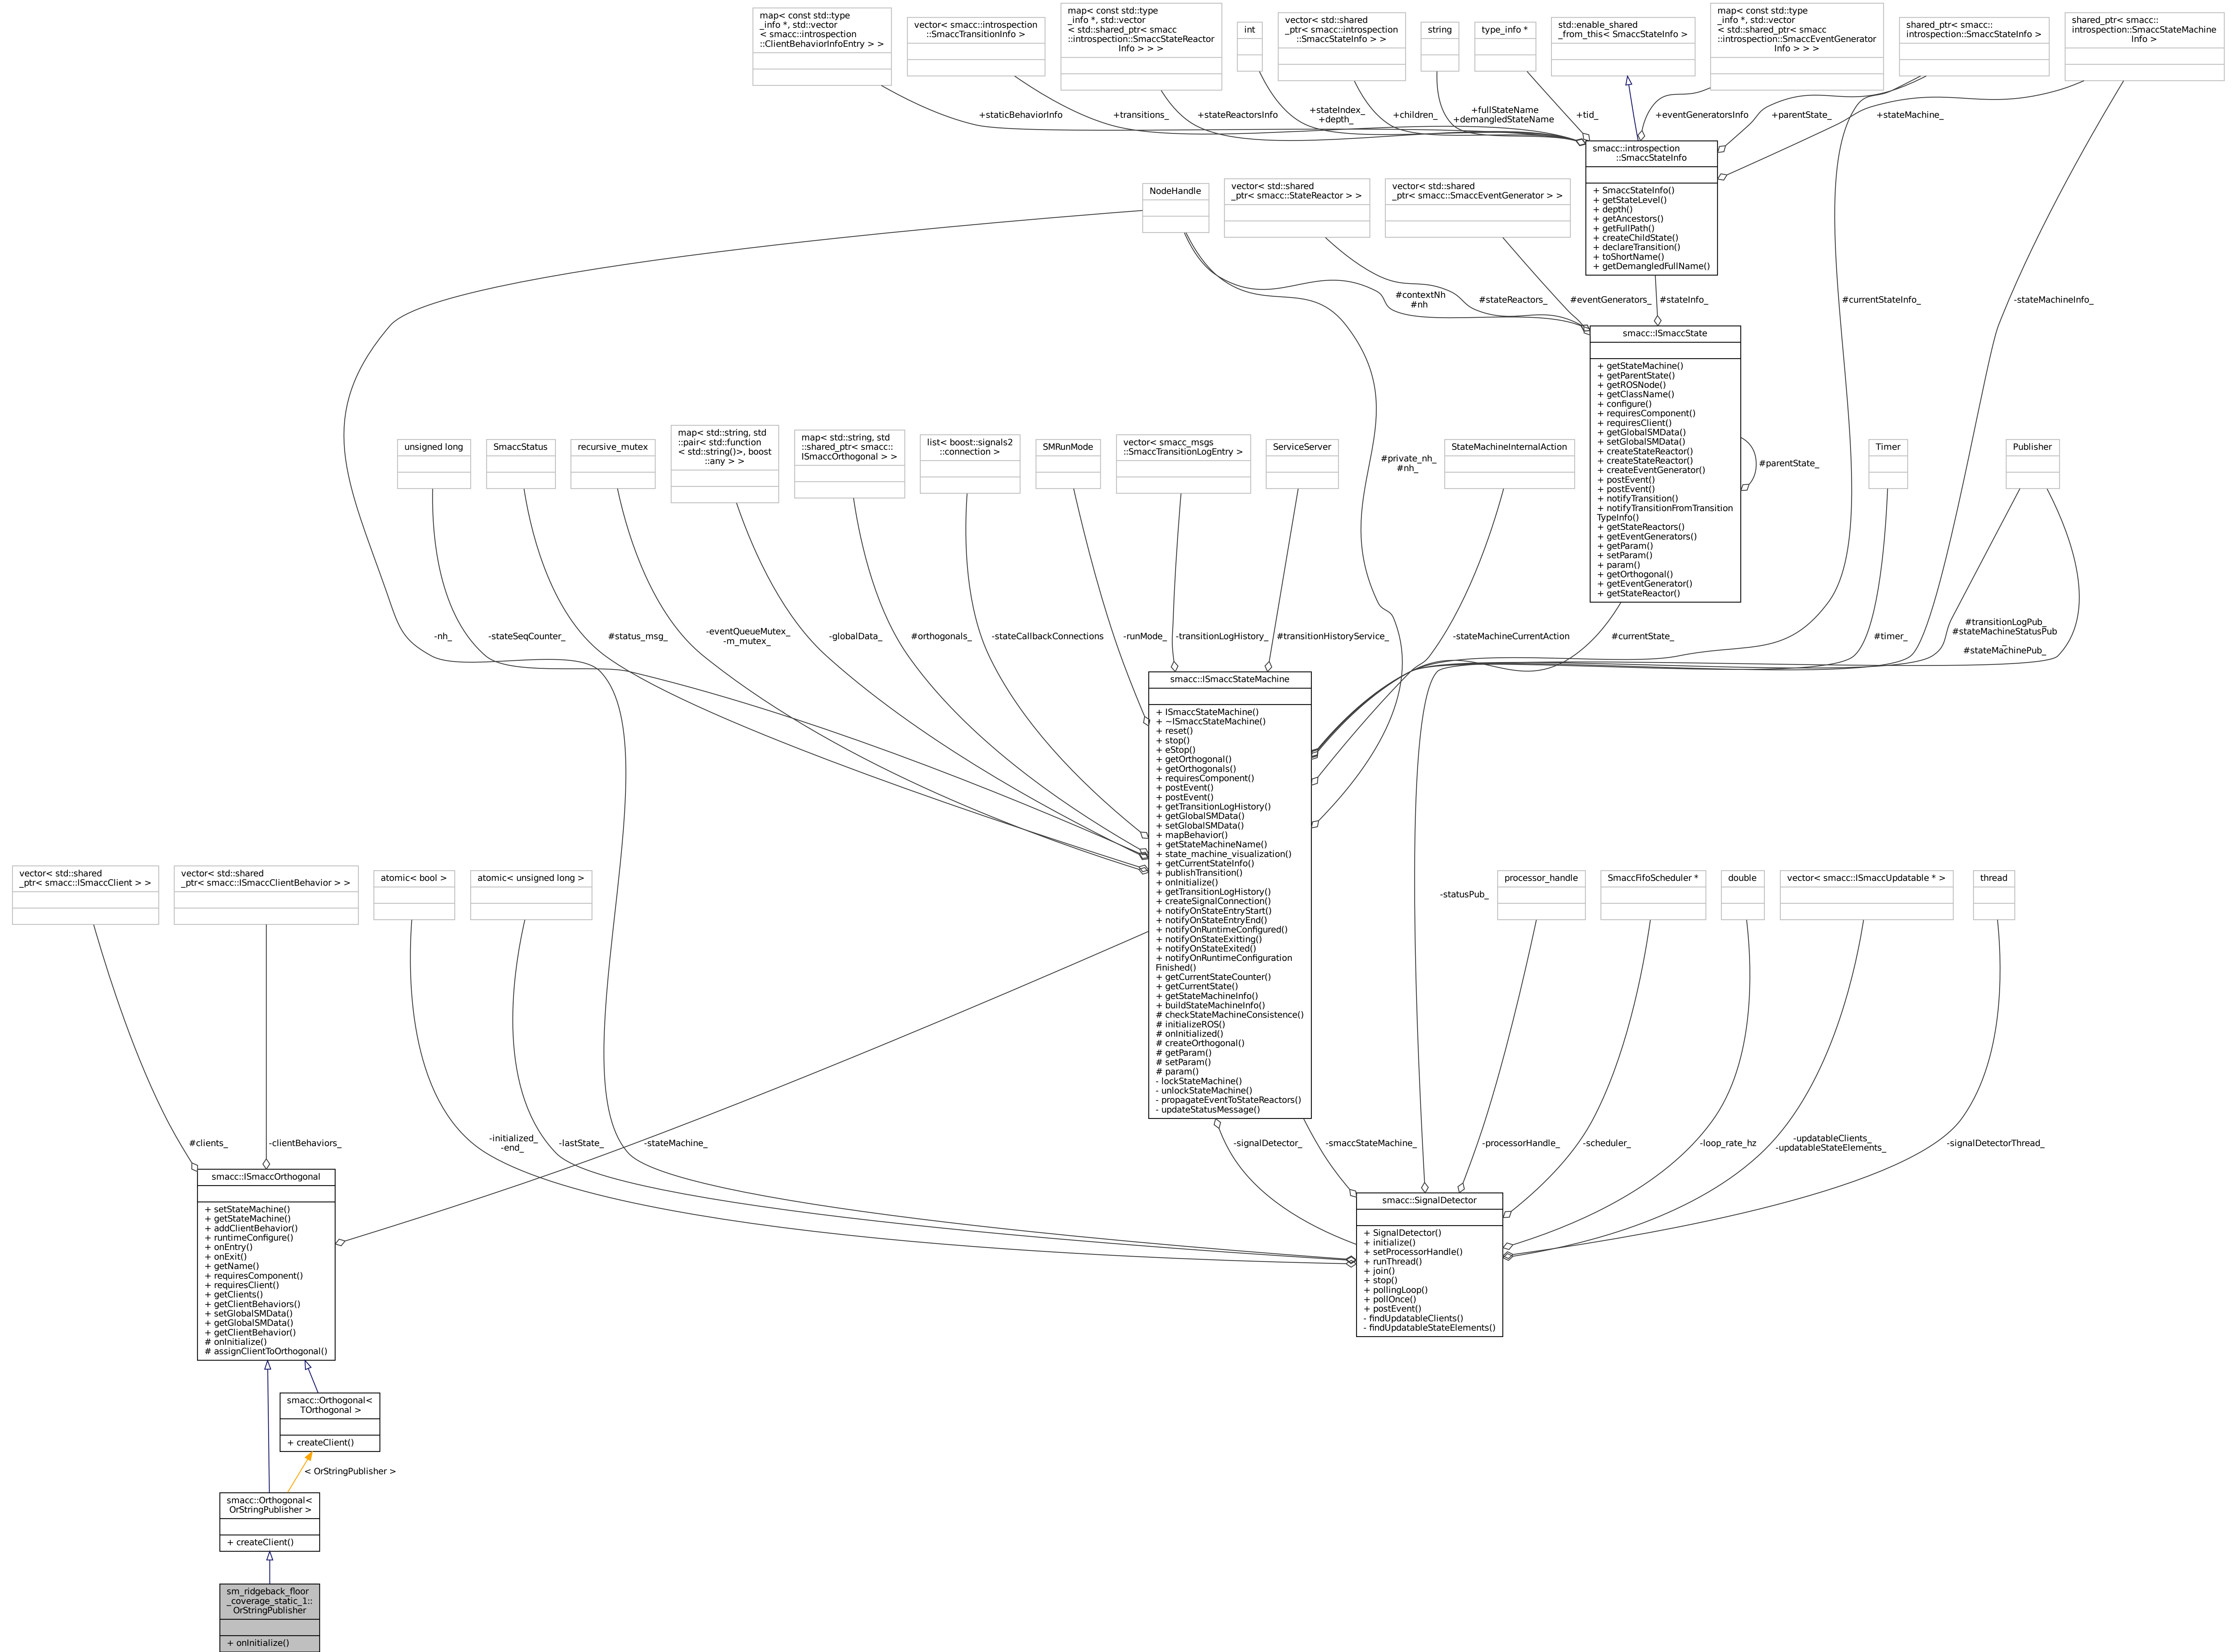 map< const std::type
_info *, std::vector
< smacc::introspection
::ClientBehaviorInfoEntry > >
vector< smacc::introspection
::SmaccTransitionInfo >
map< const std::type
_info *, std::vector
< std::shared_ptr< smacc
::introspection::SmaccStateReactor
Info > > >
int
vector< std::shared
_ptr< smacc::introspection
::SmaccStateInfo > >
string
type_info *
std::enable_shared
_from_this< SmaccStateInfo >
map< const std::type
_info *, std::vector
< std::shared_ptr< smacc
::introspection::SmaccEventGenerator
Info > > >
shared_ptr< smacc::
introspection::SmaccStateInfo >
shared_ptr< smacc::
introspection::SmaccStateMachine
Info >
+staticBehaviorInfo
+transitions_
+stateReactorsInfo
+stateIndex_
+depth_
+children_
+fullStateName
+demangledStateName
+tid_
+eventGeneratorsInfo
+parentState_
+stateMachine_
smacc::introspection
::SmaccStateInfo
+ SmaccStateInfo()
+ getStateLevel()
+ depth()
+ getAncestors()
+ getFullPath()
+ createChildState()
+ declareTransition()
+ toShortName()
+ getDemangledFullName()
NodeHandle
vector< std::shared
_ptr< smacc::StateReactor > >
vector< std::shared
_ptr< smacc::SmaccEventGenerator > >
#contextNh
#nh
#stateReactors_
#eventGenerators_
#stateInfo_
#currentStateInfo_
-stateMachineInfo_
smacc::ISmaccState
+ getStateMachine()
+ getParentState()
+ getROSNode()
+ getClassName()
+ configure()
+ requiresComponent()
+ requiresClient()
+ getGlobalSMData()
+ setGlobalSMData()
+ createStateReactor()
+ createStateReactor()
+ createEventGenerator()
+ postEvent()
+ postEvent()
+ notifyTransition()
+ notifyTransitionFromTransition
TypeInfo()
+ getStateReactors()
+ getEventGenerators()
+ getParam()
+ setParam()
+ param()
+ getOrthogonal()
+ getEventGenerator()
+ getStateReactor()
#parentState_
unsigned long
SmaccStatus
recursive_mutex
map< std::string, std
::pair< std::function
< std::string()>, boost
::any > >
map< std::string, std
::shared_ptr< smacc::
ISmaccOrthogonal > >
list< boost::signals2
::connection >
SMRunMode
vector< smacc_msgs
::SmaccTransitionLogEntry >
ServiceServer
#private_nh_
#nh_
StateMachineInternalAction
Timer
Publisher
-nh_
-stateSeqCounter_
#status_msg_
-eventQueueMutex_
-m_mutex_
-globalData_
#orthogonals_
-stateCallbackConnections
-runMode_
-transitionLogHistory_
#transitionHistoryService_
-stateMachineCurrentAction
#currentState_
#timer_
#transitionLogPub_
#stateMachineStatusPub
_
#stateMachinePub_
smacc::ISmaccStateMachine
+ ISmaccStateMachine()
+ ~ISmaccStateMachine()
+ reset()
+ stop()
+ eStop()
+ getOrthogonal()
+ getOrthogonals()
+ requiresComponent()
+ postEvent()
+ postEvent()
+ getTransitionLogHistory()
+ getGlobalSMData()
+ setGlobalSMData()
+ mapBehavior()
+ getStateMachineName()
+ state_machine_visualization()
+ getCurrentStateInfo()
+ publishTransition()
+ onInitialize()
+ getTransitionLogHistory()
+ createSignalConnection()
+ notifyOnStateEntryStart()
+ notifyOnStateEntryEnd()
+ notifyOnRuntimeConfigured()
+ notifyOnStateExitting()
+ notifyOnStateExited()
+ notifyOnRuntimeConfiguration
Finished()
+ getCurrentStateCounter()
+ getCurrentState()
+ getStateMachineInfo()
+ buildStateMachineInfo()
# checkStateMachineConsistence()
# initializeROS()
# onInitialized()
# createOrthogonal()
# getParam()
# setParam()
# param()
- lockStateMachine()
- unlockStateMachine()
- propagateEventToStateReactors()
- updateStatusMessage()
vector< std::shared
_ptr< smacc::ISmaccClient > >
vector< std::shared
_ptr< smacc::ISmaccClientBehavior > >
atomic< bool >
atomic< unsigned long >
-statusPub_
processor_handle
SmaccFifoScheduler *
double
vector< smacc::ISmaccUpdatable * >
thread
#clients_
-clientBehaviors_
-initialized_
-end_
-lastState_
-stateMachine_
-signalDetector_
-smaccStateMachine_
-processorHandle_
-scheduler_
-loop_rate_hz
-updatableClients_
-updatableStateElements_
-signalDetectorThread_
smacc::ISmaccOrthogonal
+ setStateMachine()
+ getStateMachine()
+ addClientBehavior()
+ runtimeConfigure()
+ onEntry()
+ onExit()
+ getName()
+ requiresComponent()
+ requiresClient()
+ getClients()
+ getClientBehaviors()
+ setGlobalSMData()
+ getGlobalSMData()
+ getClientBehavior()
# onInitialize()
# assignClientToOrthogonal()
smacc::SignalDetector
+ SignalDetector()
+ initialize()
+ setProcessorHandle()
+ runThread()
+ join()
+ stop()
+ pollingLoop()
+ pollOnce()
+ postEvent()
- findUpdatableClients()
- findUpdatableStateElements()
smacc::Orthogonal<
TOrthogonal >
+ createClient()
< OrStringPublisher >
smacc::Orthogonal<
OrStringPublisher >
+ createClient()
sm_ridgeback_floor
_coverage_static_1::
OrStringPublisher
+ onInitialize()